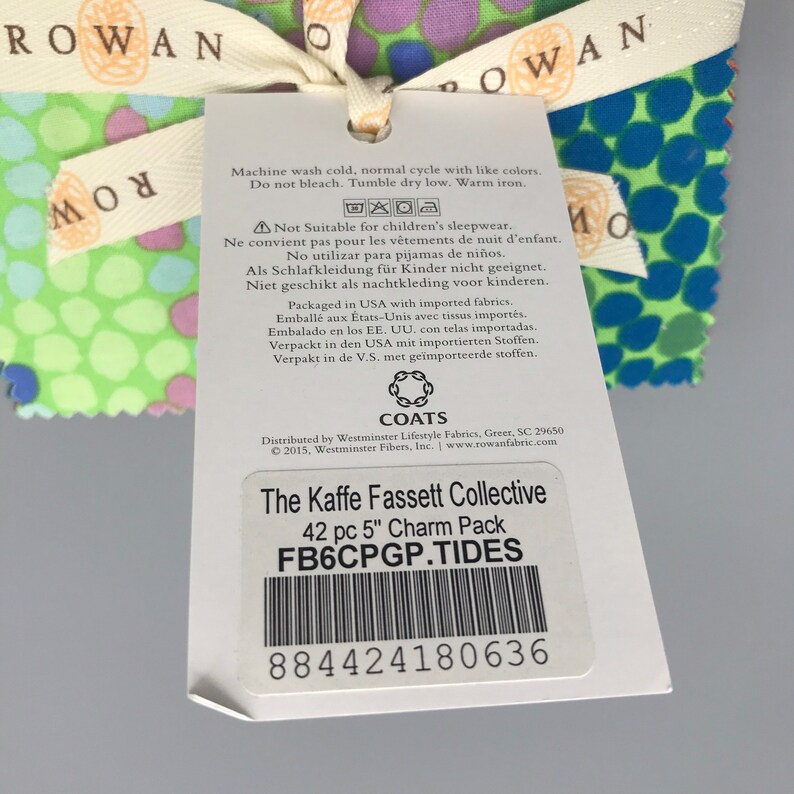 ROWAN
ROWAN
ROW
OM
Machine wash cold, normal cycle with like colors.
Do not bleach. Tumble dry low. Warm iron.
Not Suitable for children's sleepwear.
Ne convient pas pour les vêtements de nuit d'enfant.
No utilizar para pijamas de niños.
Als Schlafkleidung für Kinder nicht geeignet.
Niet geschikt als nachtkleding voor kinderen.
Packaged in USA with imported fabrics.
Emballé aux États-Unis avec tissus importés.
Embalado en los EE. UU. con telas importadas.
Verpackt in den USA mit importierten Stoffen.
Verpakt in de V.S. met geïmporteerde stoffen.
COATS
Distributed by Westminster Lifestyle Fabrics, Greer, SC 29650
© 2015, Westminster Fibers, Inc. | www.rowanfabric.com
The Kaffe Fassett Collective
42 pc 5" Charm Pack
FB6CPGP.TIDES
884424180636